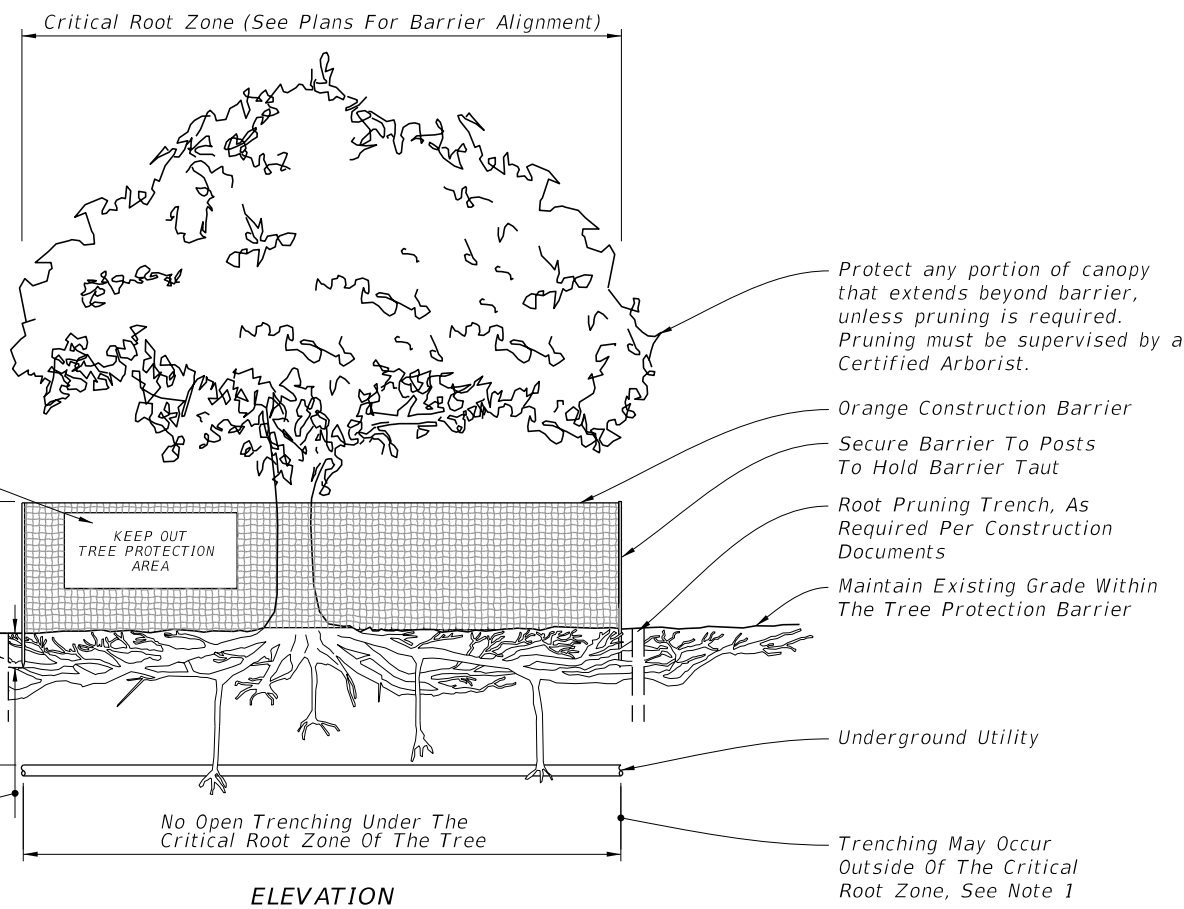 Critical Root Zone (See Plans For Barrier Alignment)
Protect any portion of canopy
that extends beyond barrier,
unless pruning is required.
Pruning must be supervised by a
Certified Arborist.
Orange Construction Barrier
Secure Barrier To Posts
To Hold Barrier Taut
Root Pruning Trench, As
Required Per Construction
Documents
KEEP OUT
TREE PROTECTION
AREA
Maintain Existing Grade Within
The Tree Protection Barrier
Underground Utility
No Open Trenching Under The
Critical Root Zone Of The Tree
Trenching May Occur
Outside Of The Critical
Root Zone, See Note 1
ELEVATION